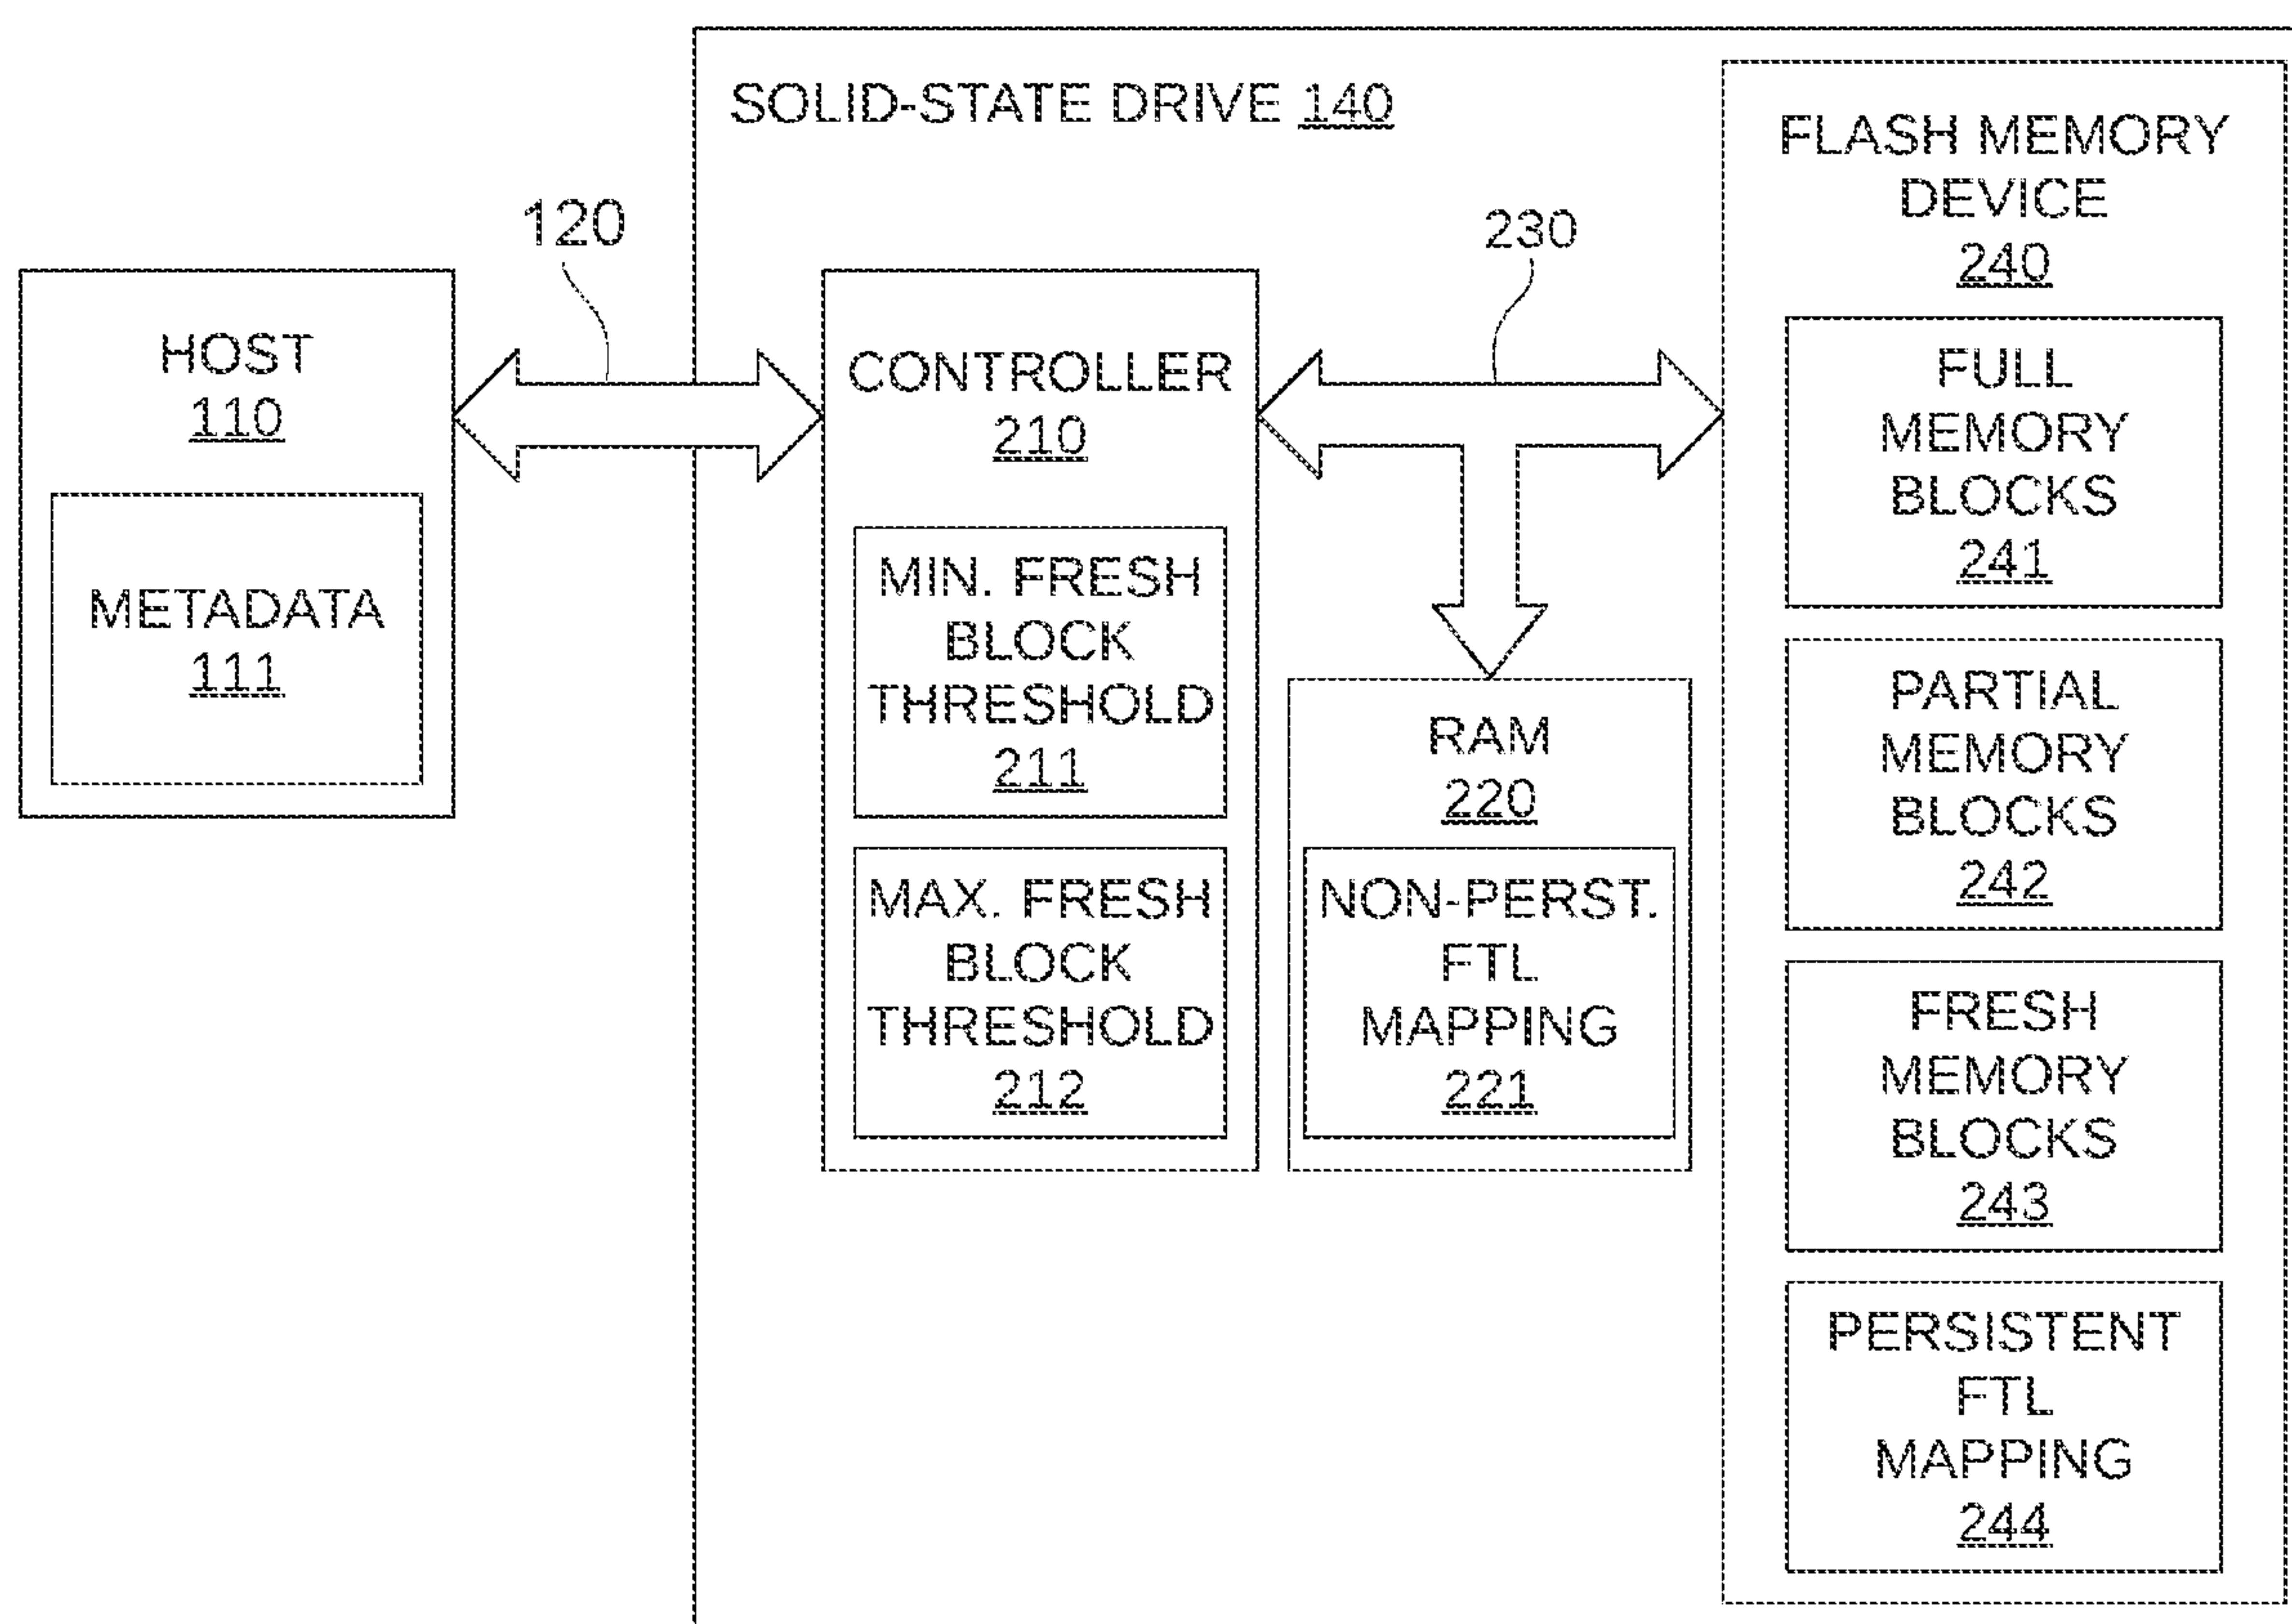 SOLID-STATE DRIVE 140
120
230
HOST
110
METADATA
111
CONTROLLER
210
MIN. FRESH
BLOCK
THRESHOLD
211
MAX. FRESH
BLOCK
THRESHOLD
212
RAM
220
NON-PERST.
FTL
MAPPING
221
FLASH MEMORY
DEVICE
240
FULL
MEMORY
BLOCKS
241
PARTIAL
MEMORY
BLOCKS
242
FRESH
MEMORY
BLOCKS
243
PERSISTENT
FTL
MAPPING
244